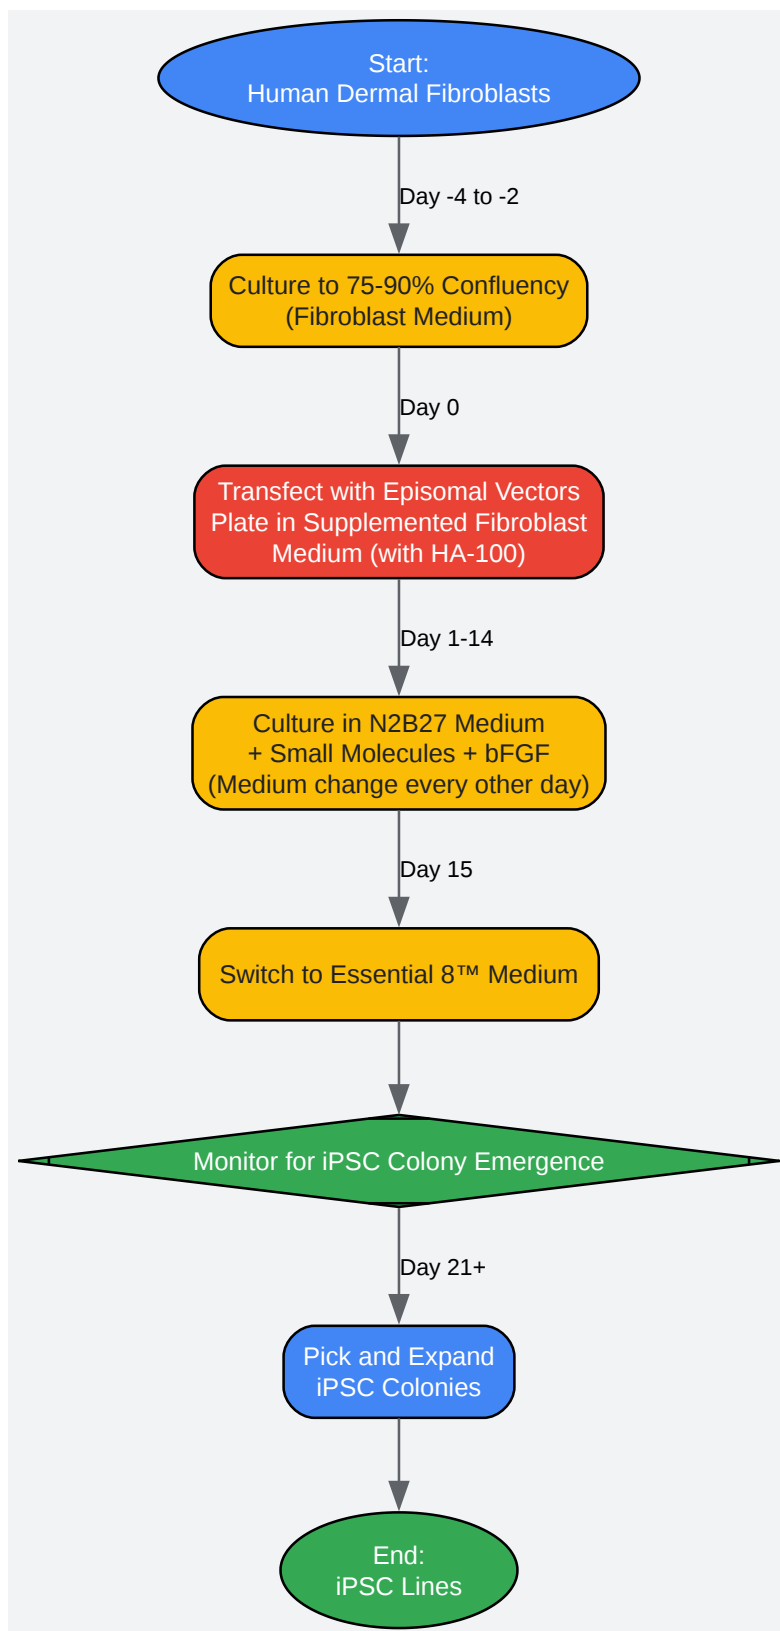 Start:
Human Dermal Fibroblasts
Day -4 to -2
Culture to 75-90% Confluency
(Fibroblast Medium)
Day 0
Transfect with Episomal Vectors
Plate in Supplemented Fibroblast
Medium (with HA-100)
Day 1-14
Culture in N2B27 Medium
+ Small Molecules + bFGF
(Medium change every other day)
Day 15
Switch to Essential 8™ Medium
Monitor for iPSC Colony Emergence
Day 21+
Pick and Expand
iPSC Colonies
End:
iPSC Lines